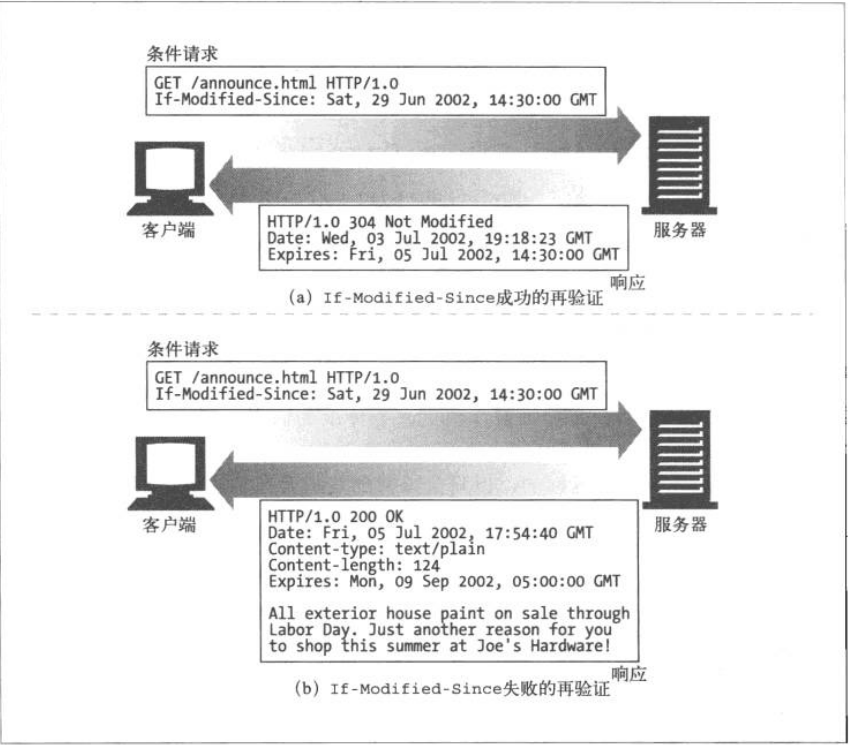 条件请求
GET /announce.html HTTP/1.0
If-Modified-Since: Sat, 29 Jun 2002, 14:30:00 GMT
客户端
服务器
HTTP/1.0 304 Not Modified
Date: Wed, 03 Jul 2002, 19:18:23 GMT
Expires: Fri, 05 Jul 2002, 14:30:00 GMT
响应
(a) If-Modified-Since成功的再验证
条件请求
GET /announce.html HTTP/1.0
If-Modified-Since: Sat, 29 Jun 2002, 14:30:00 GMT
客户端
服务器
HTTP/1.0 200 OK
Date: Fri, 05 Jul 2002, 17:54:40 GMT
Content-type: text/plain
Content-length: 124
Expires: Mon, 09 Sep 2002, 05:00:00 GMT
All exterior house paint on sale through
Labor Day. Just another reason for you
to shop this summer at Joe's Hardware!
响应
(b) If-Modified-Since失败的再验证